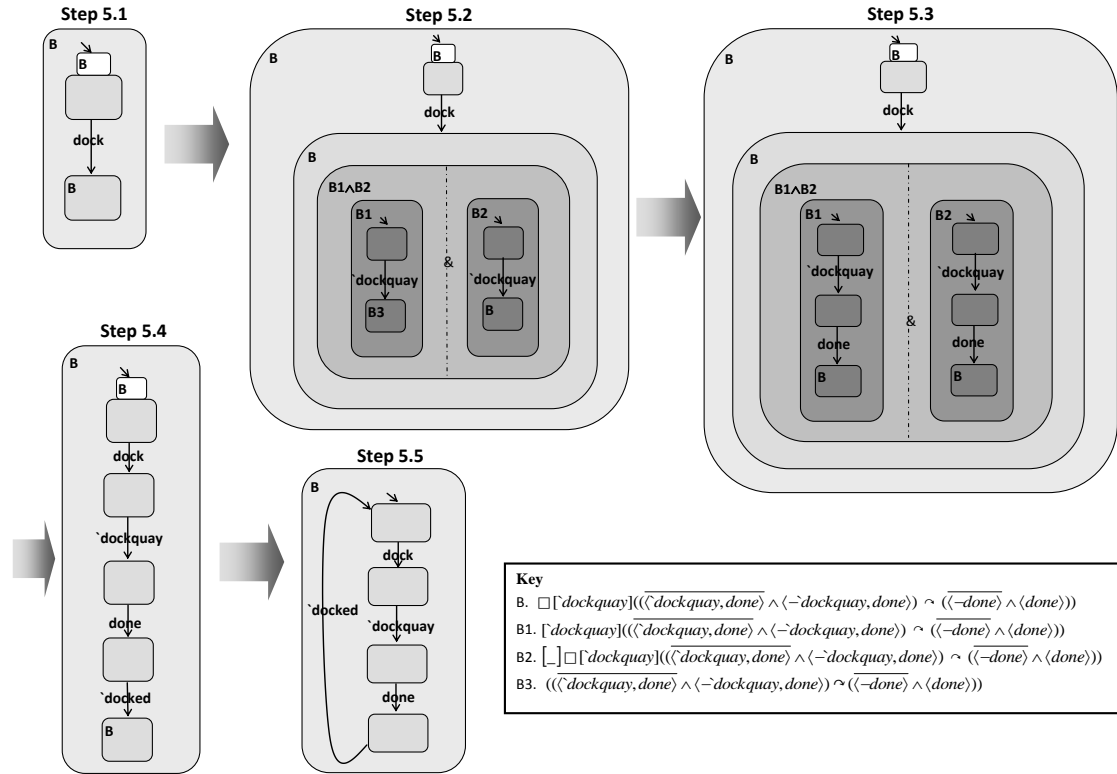 Step 5.1
B
B
dock
B
Step 5.2
B
B
dock
B
B1∧B2
B1
`dockquay
B3
&
B2
`dockquay
B
Step 5.3
B
B
dock
B
B1∧B2
B1
`dockquay
done
B
&
B2
`dockquay
done
B
Step 5.4
B
B
dock
`dockquay
done
`docked
B
Step 5.5
B
dock
`dockquay
done
`docked
Key
B. □[`dockquay]((⟨`dockquay, done⟩ ∧ ⟨−`dockquay, done⟩) ↷ (⟨−done⟩ ∧ ⟨done⟩)))
B1. [`dockquay]((⟨`dockquay, done⟩ ∧ ⟨−`dockquay, done⟩) ↷ (⟨−done⟩ ∧ ⟨done⟩))
B2. [_]□[`dockquay]((⟨`dockquay, done⟩ ∧ ⟨−`dockquay, done⟩) ↷ (⟨−done⟩ ∧ ⟨done⟩))
B3. ((⟨`dockquay, done⟩ ∧ ⟨−`dockquay, done⟩) ↷ (⟨−done⟩ ∧ ⟨done⟩)))